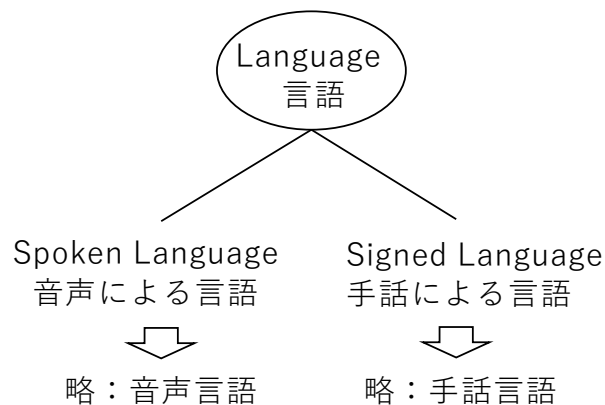 Language
言語
Spoken Language
音声による言語
Signed Language
手話による言語
略：音声言語
略：手話言語